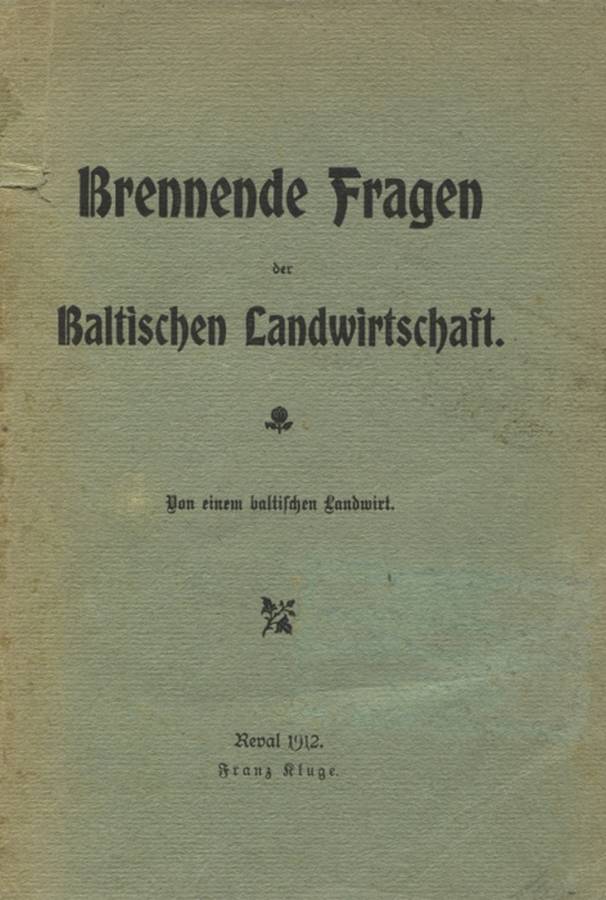 Brennende Fragen
der
Baltischen Landwirtschaft.
Von einem baltischen Landwirt.
Reval 1912.
Franz Kluge.